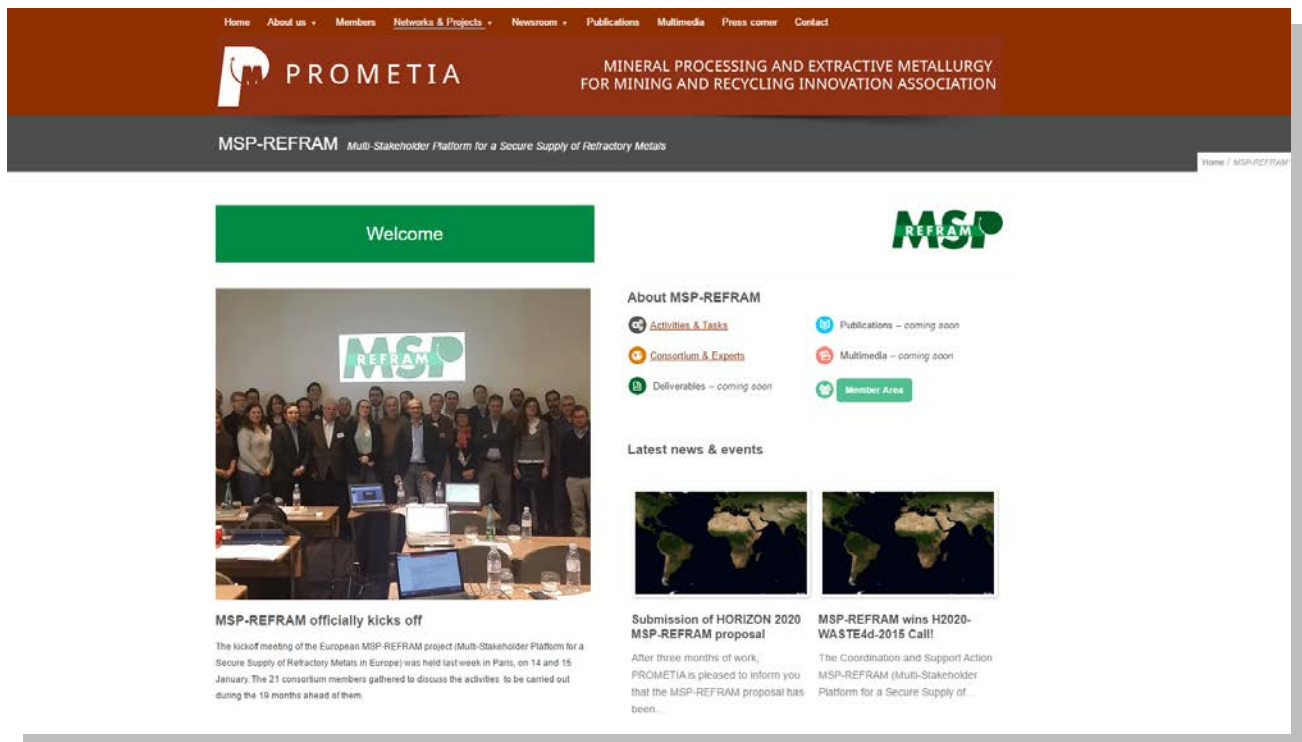 Home About us Members Networks & Projects Newsroom Publications Multimedia Press corner Contact
PROMETIA
MINERAL PROCESSING AND EXTRACTIVE METALLURGY
FOR MINING AND RECYCLING INNOVATION ASSOCIATION
MSP-REFRAM Multi-Stakeholder Platform for a Secure Supply of Refractory Metals
Home / MSP-REFRAM
Welcome
MSP
REFRAM
MSP
REFRAM
About MSP-REFRAM
Activities & Tasks
Publications – coming soon
Consortium & Experts
Multimedia – coming soon
Deliverables – coming soon
Member Area
Latest news & events
MSP-REFRAM officially kicks off
The kickoff meeting of the European MSP-REFRAM project (Multi-Stakeholder Platform for a
Secure Supply of Refractory Metals in Europe) was held last week in Paris, on 14 and 15
January. The 21 consortium members gathered to discuss the activities to be carried out
during the 19 months ahead of them.
Submission of HORIZON 2020
MSP-REFRAM proposal
After three months of work,
PROMETIA is pleased to inform you
that the MSP-REFRAM proposal has
been...
MSP-REFRAM wins H2020-
WASTE4d-2015 Call!
The Coordination and Support Action
MSP-REFRAM (Multi-Stakeholder
Platform for a Secure Supply of...